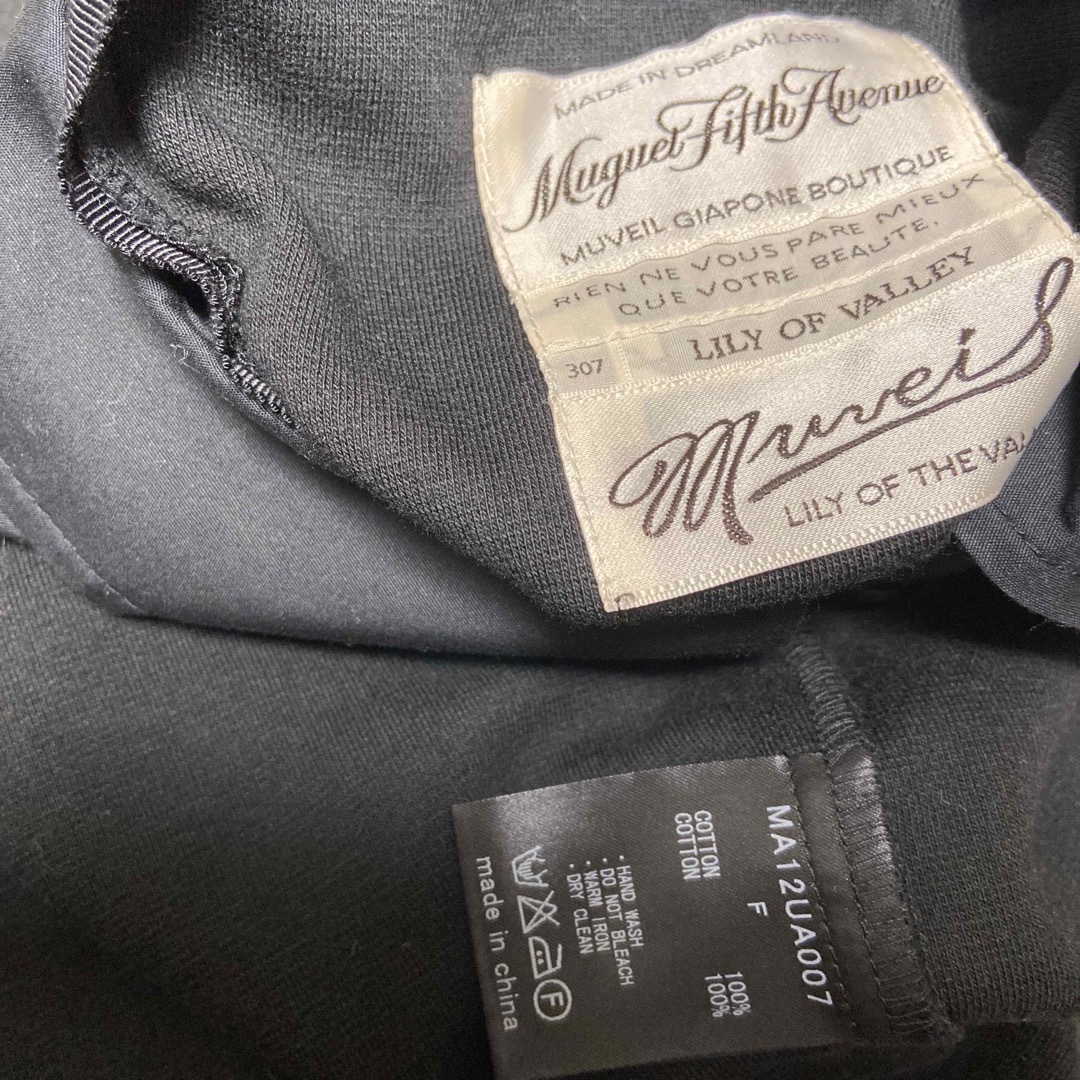 MADE IN DREAMLAND
Muguet Fifth Avenue
MUVEIL GIAPONE BOUTIQUE
RIEN NE VOUS PARE MIEUX
QUE VOTRE BEAUTE.
307
LILY OF VALLEY
Muveil
LILY OF THE VA
MA12UA007
F
COTTON 100%
COTTON 100%
・HAND WASH
・DO NOT BLEACH
・WARM IRON
・DRY CLEAN
F
made in china